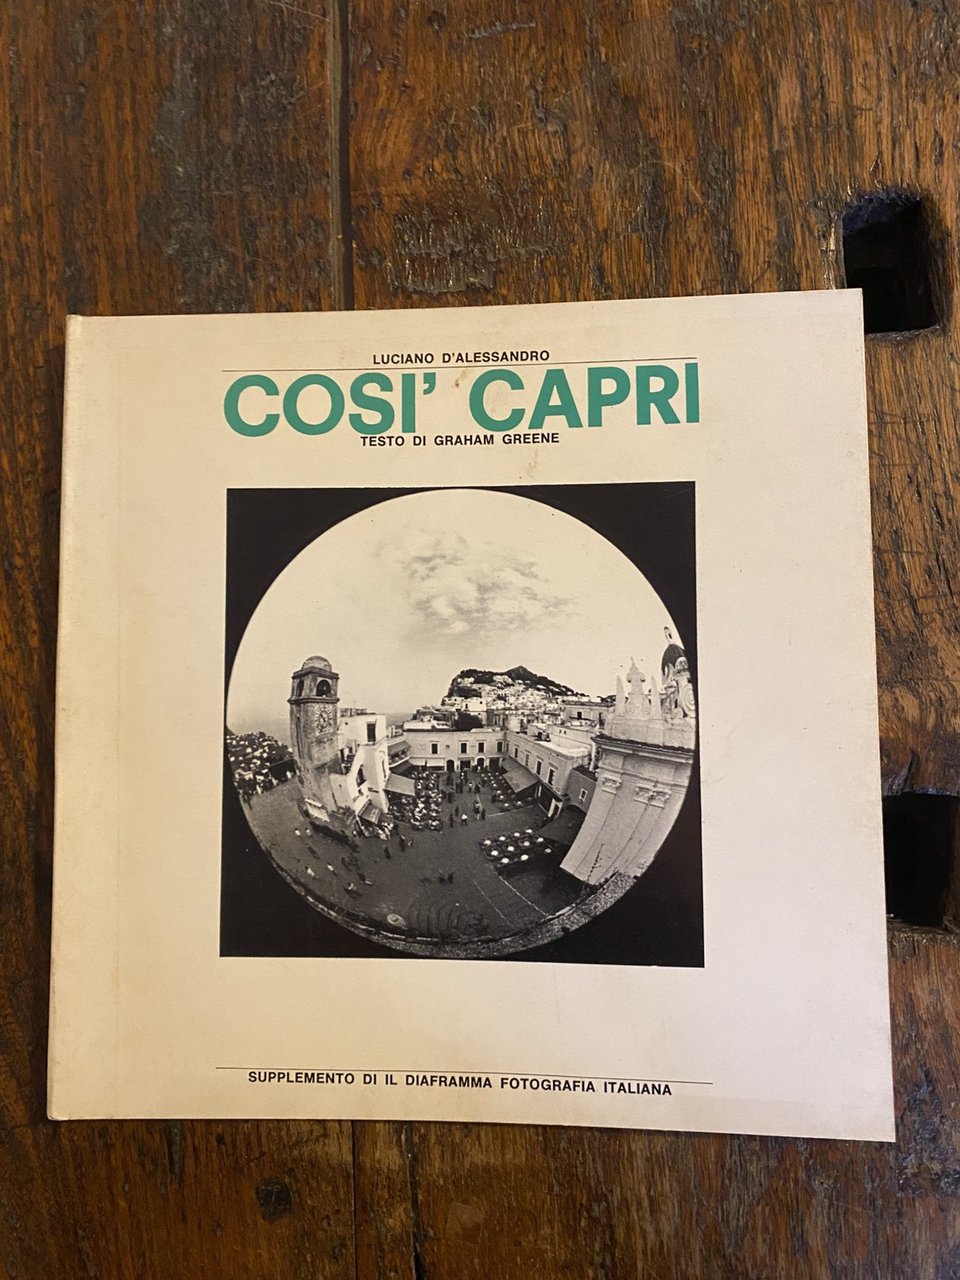 LUCIANO D'ALESSANDRO
COSI' CAPRI
TESTO DI GRAHAM GREENE
SUPPLEMENTO DI IL DIAFRAMMA FOTOGRAFIA ITALIANA